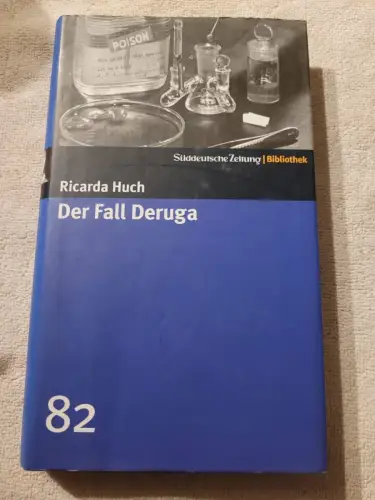 POISON
Süddeutsche Zeitung | Bibliothek
Ricarda Huch
Der Fall Deruga
82